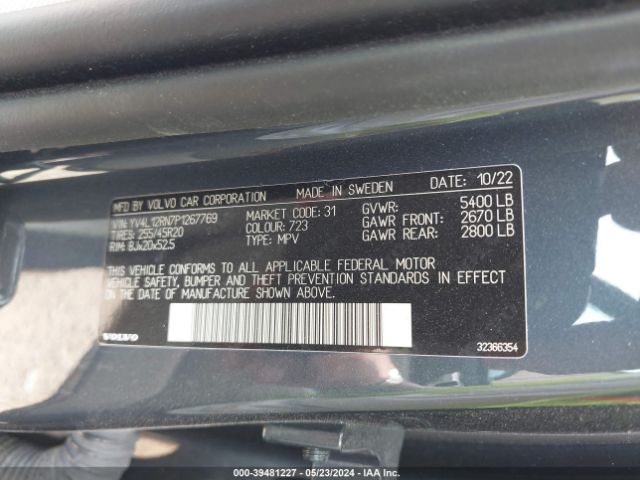 MFD BY VOLVO CAR CORPORATION MADE IN SWEDEN DATE: 10/22
VIN: YV4L12RN7P1267769 MARKET CODE: 31 GVWR: 5400 LB
TIRES: 255/45R20 COLOUR: 723 GAWR FRONT: 2670 LB
RIM: 8Jx20x52.5 TYPE: MPV GAWR REAR: 2800 LB
THIS VEHICLE CONFORMS TO ALL APPLICABLE FEDERAL MOTOR
VEHICLE SAFETY, BUMPER AND THEFT PREVENTION STANDARDS IN EFFECT
ON THE DATE OF MANUFACTURE SHOWN ABOVE.
VOLVO 32366354
000-39481227 - 05/23/2024 - IAA Inc.